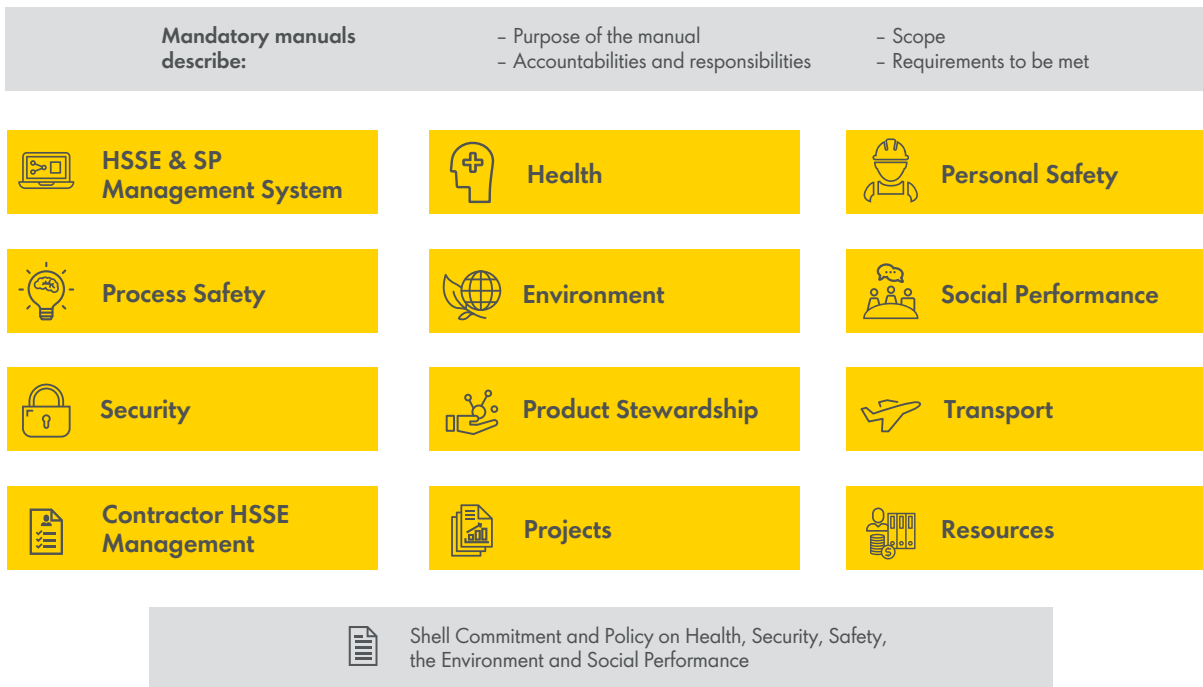 Mandatory manuals
describe:
– Purpose of the manual
– Accountabilities and responsibilities
– Scope
– Requirements to be met
HSSE & SP
Management System
Health
Personal Safety
Process Safety
Environment
Social Performance
Security
Product Stewardship
Transport
Contractor HSSE
Management
Projects
Resources
Shell Commitment and Policy on Health, Security, Safety,
the Environment and Social Performance